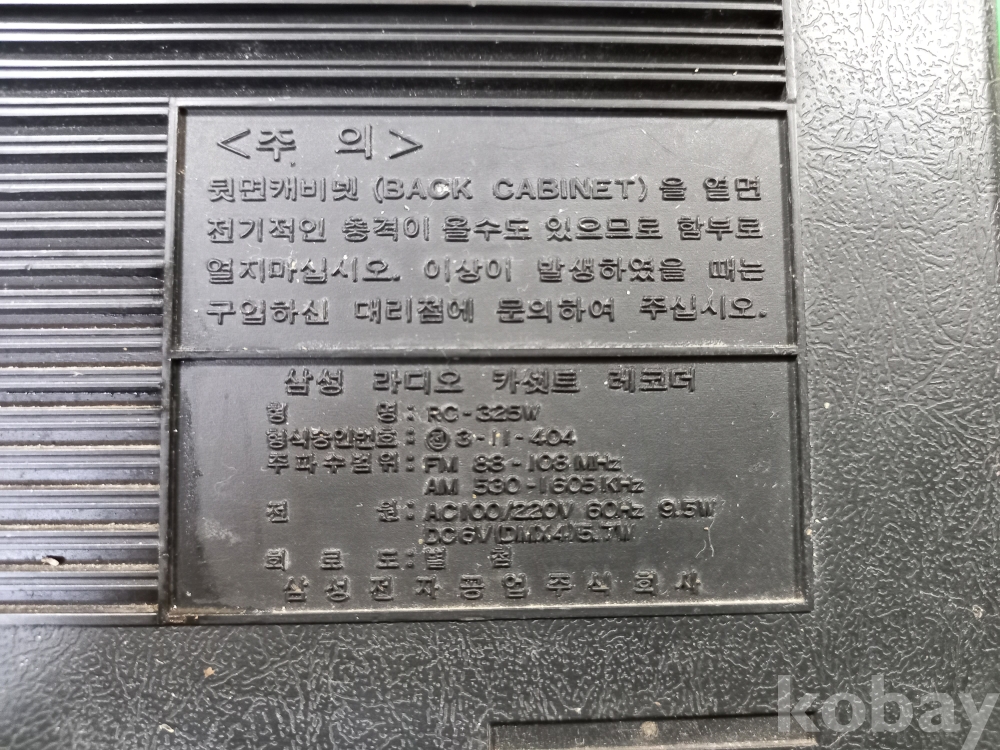 <주 의>
뒷면캐비넷 (BACK CABINET) 을 열면
전기적인 충격이 올수도 있으므로 함부로
열지마십시오. 이상이 발생하였을 때는
구입하신 대리점에 문의하여 주십시오.
삼성 라디오 카셋트 레코더
형 명: RC-325W
형식승인번호: ㉄ 3-11-404
주파수범위: FM 88-108MHz
AM 530-1605KHz
전 원: AC100/220V 60Hz 9.5W
DC6V(DMX4)5.7W
회 로 도: 별 첨
삼성전자공업주식회사
kobay